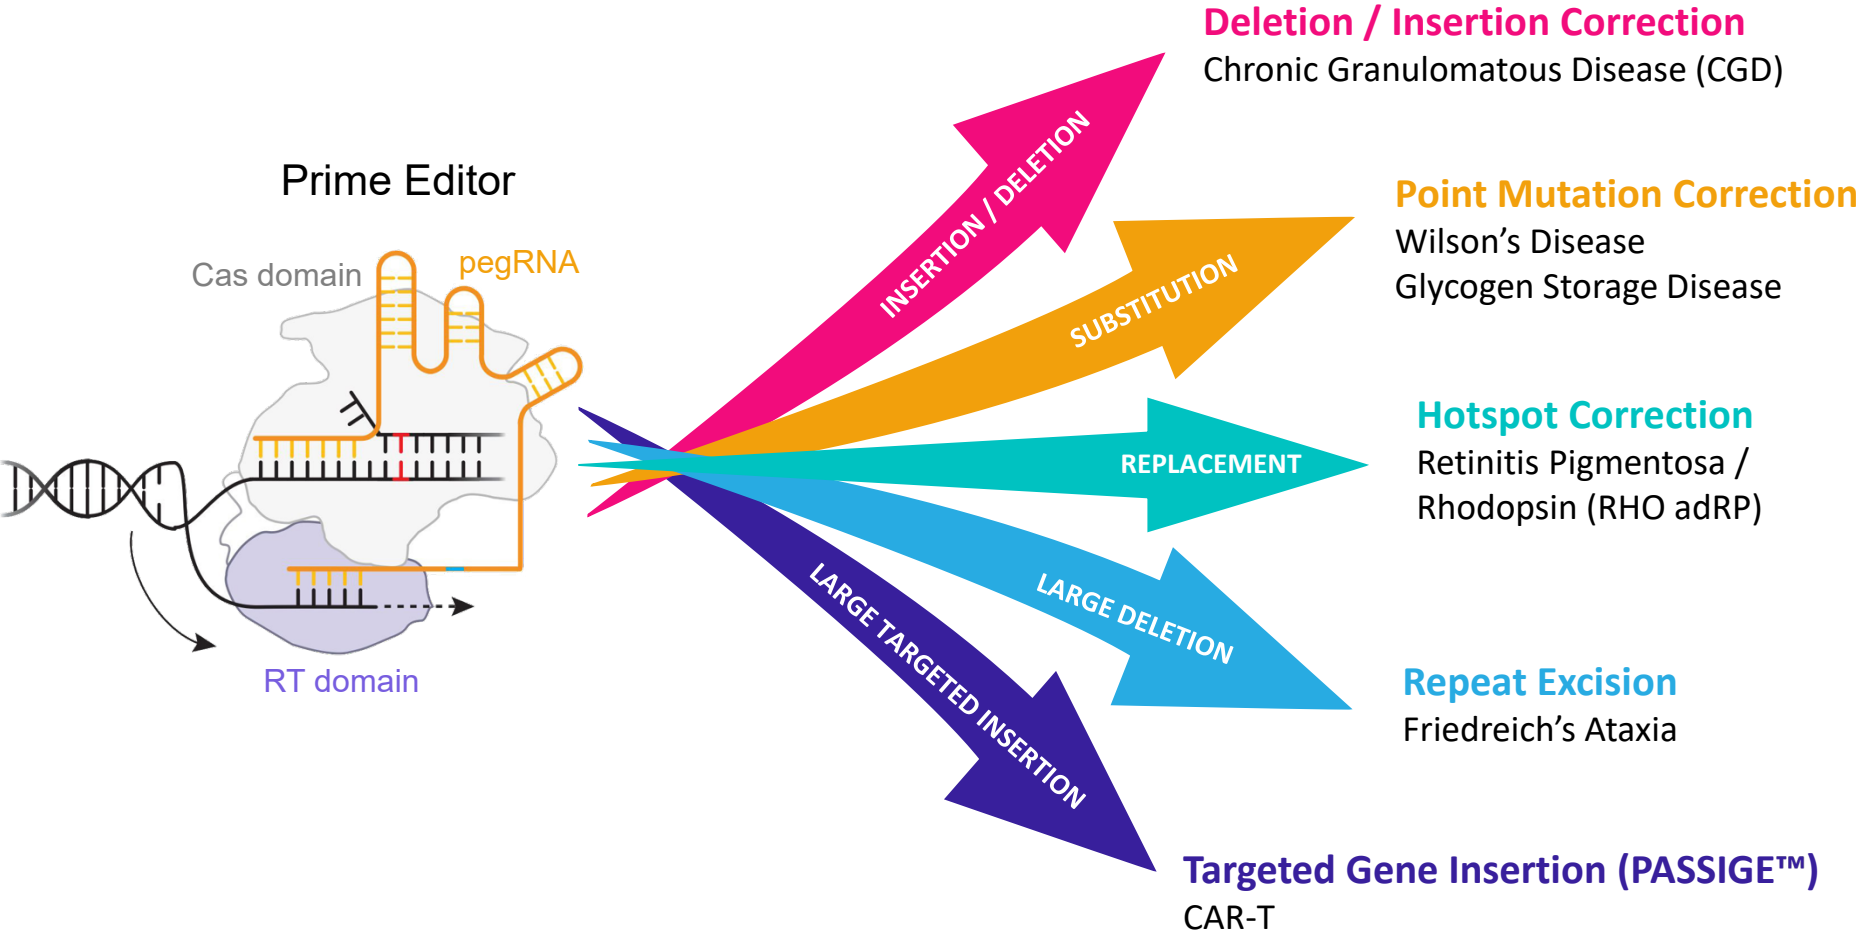 Prime Editor
Cas domain
pegRNA
RT domain
INSERTION / DELETION
Deletion / Insertion Correction
Chronic Granulomatous Disease (CGD)
SUBSTITUTION
Point Mutation Correction
Wilson’s Disease
Glycogen Storage Disease
REPLACEMENT
Hotspot Correction
Retinitis Pigmentosa /
Rhodopsin (RHO adRP)
LARGE DELETION
Repeat Excision
Friedreich’s Ataxia
LARGE TARGETED INSERTION
Targeted Gene Insertion (PASSIGE™)
CAR-T